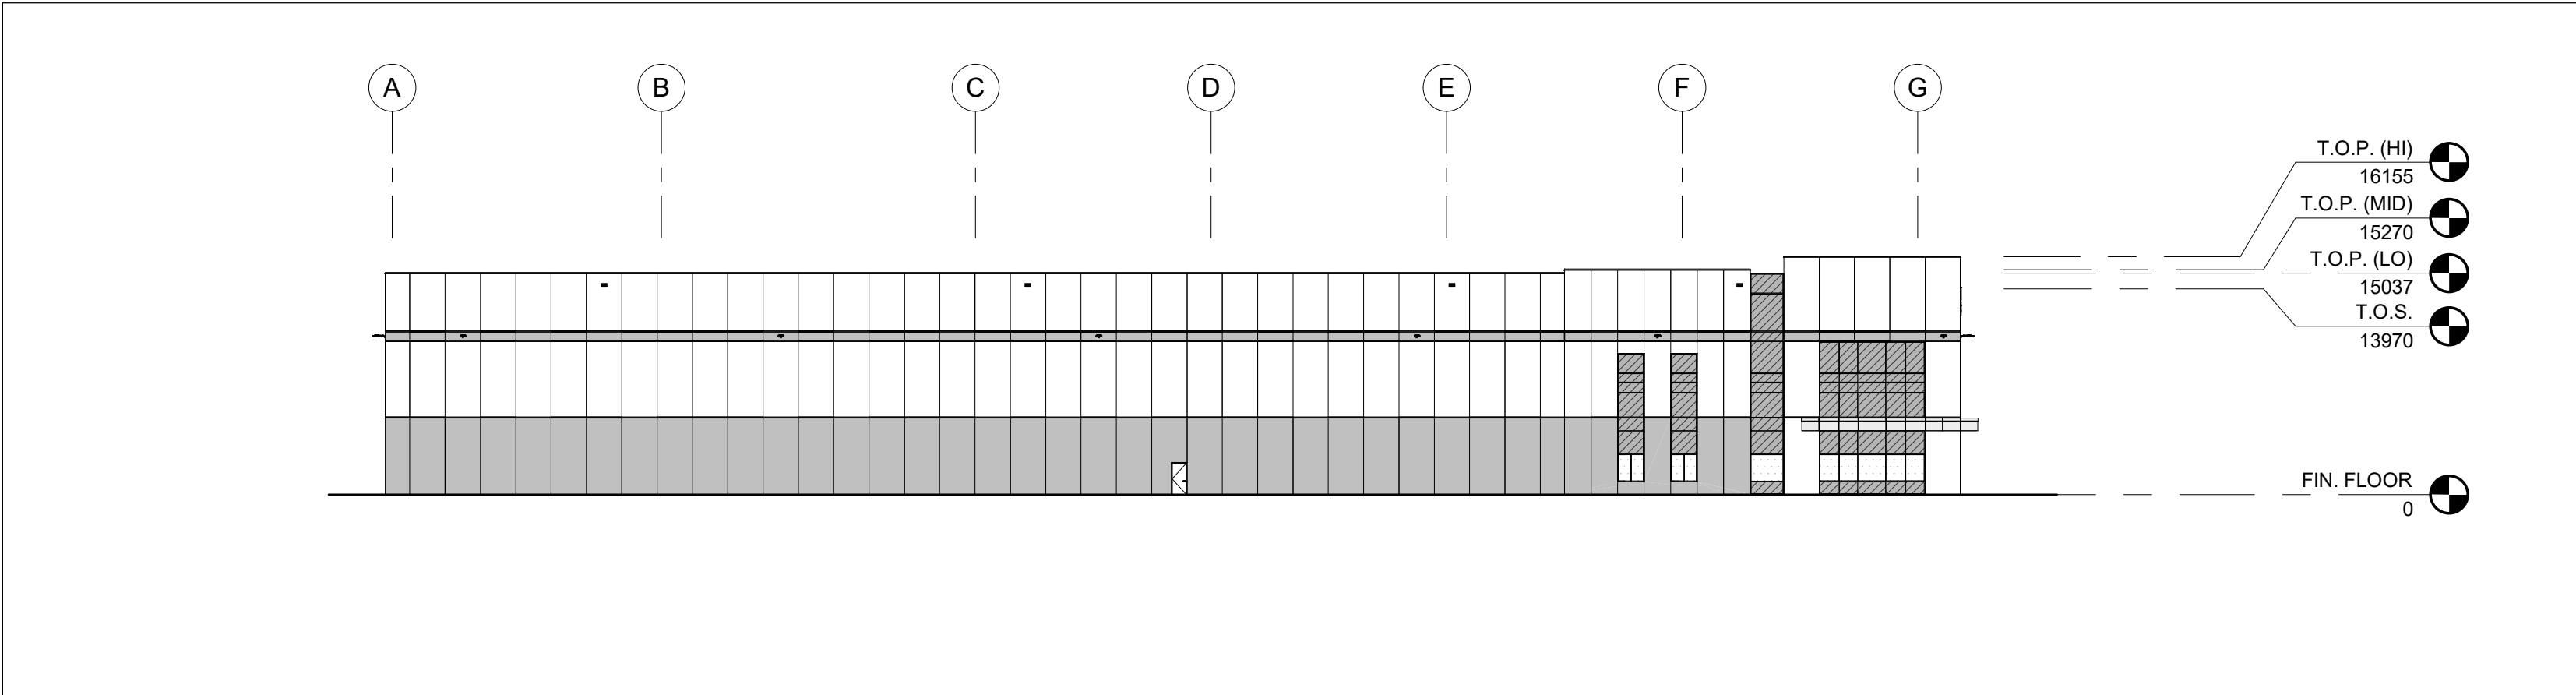 A B C D E F G
T.O.P. (HI)
16155
T.O.P. (MID)
15270
T.O.P. (LO)
15037
T.O.S.
13970
FIN. FLOOR
0